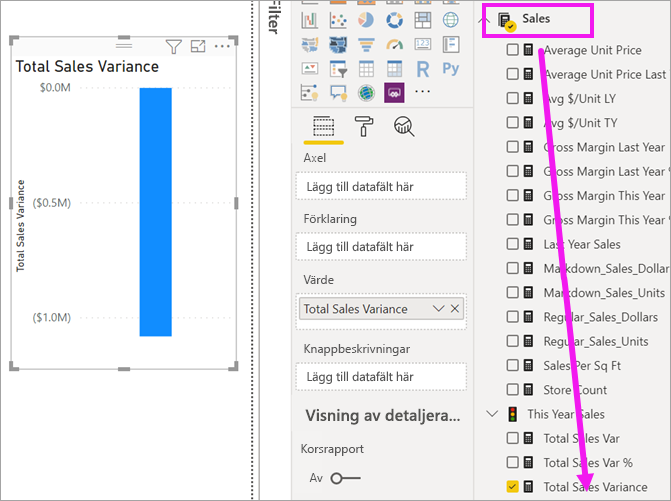 Total Sales Variance
$0.0M
($0.5M)
($1.0M)
Total Sales Variance
Filter
R
Py
123
Axel
Lägg till datafält här
Förklaring
Lägg till datafält här
Värde
Total Sales Variance
Knappbeskrivningar
Lägg till datafält här
Visning av detaljera...
Korsrapport
Av
Sales
Average Unit Price
Average Unit Price Last
Avg $/Unit LY
Avg $/Unit TY
Gross Margin Last Year
Gross Margin Last Year %
Gross Margin This Year
Gross Margin This Year %
Last Year Sales
Markdown_Sales_Dollar
Markdown_Sales_Units
Regular_Sales_Dollars
Regular_Sales_Units
Sales Per Sq Ft
Store Count
This Year Sales
Total Sales Var
Total Sales Var %
Total Sales Variance